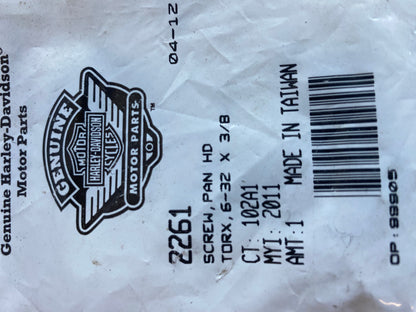 Genuine Harley-Davidson®
Motor Parts
04-12
GENUINE
MOTOR
HARLEY-DAVIDSON
CYCLES
MOTOR PARTS
™
2261
SCREW, PAN HD
TORX, 6-32 X 3/8
CT: 102A1
MYI: 2011
AMT: 1 MADE IN TAIWAN
OP: 99905